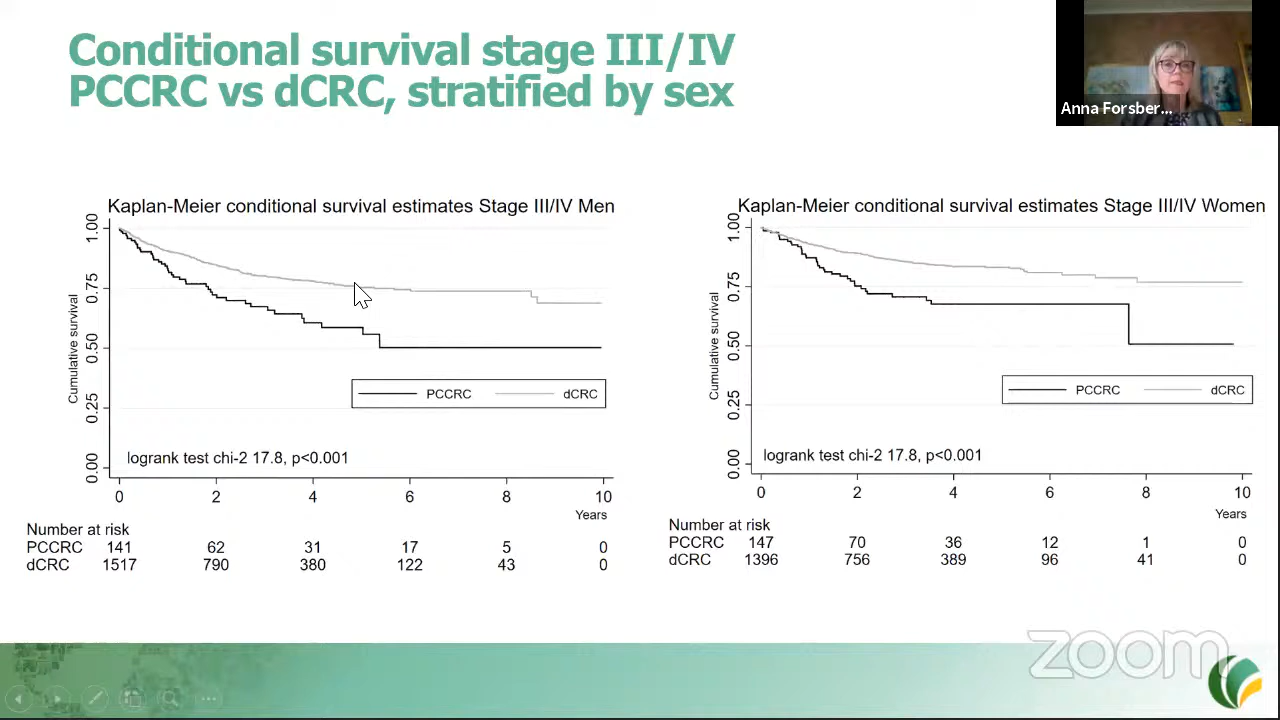 Conditional survival stage III/IV
PCCRC vs dCRC, stratified by sex
Anna Forsber...
Kaplan-Meier conditional survival estimates Stage III/IV Men
1.00
0.75
0.50
0.25
0.00
Cumulative survival
PCCRC dCRC
logrank test chi-2 17.8, p<0.001
0 2 4 6 8 10
Years
Number at risk
PCCRC 141 62 31 17 5 0
dCRC 1517 790 380 122 43 0
Kaplan-Meier conditional survival estimates Stage III/IV Women
1.00
0.75
0.50
0.25
0.00
Cumulative survival
PCCRC dCRC
logrank test chi-2 17.8, p<0.001
0 2 4 6 8 10
Years
Number at risk
PCCRC 147 70 36 12 1 0
dCRC 1396 756 389 96 41 0
zoom